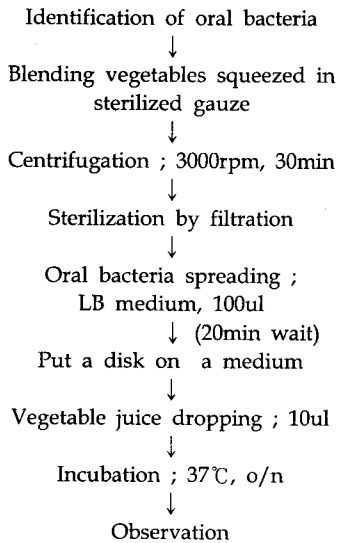 Identification of oral bacteria
↓
Blending vegetables squeezed in
sterilized gauze
↓
Centrifugation ; 3000rpm, 30min
↓
Sterilization by filtration
↓
Oral bacteria spreading ;
LB medium, 100ul
↓ (20min wait)
Put a disk on a medium
↓
Vegetable juice dropping ; 10ul
↓
Incubation ; 37℃, o/n
↓
Observation